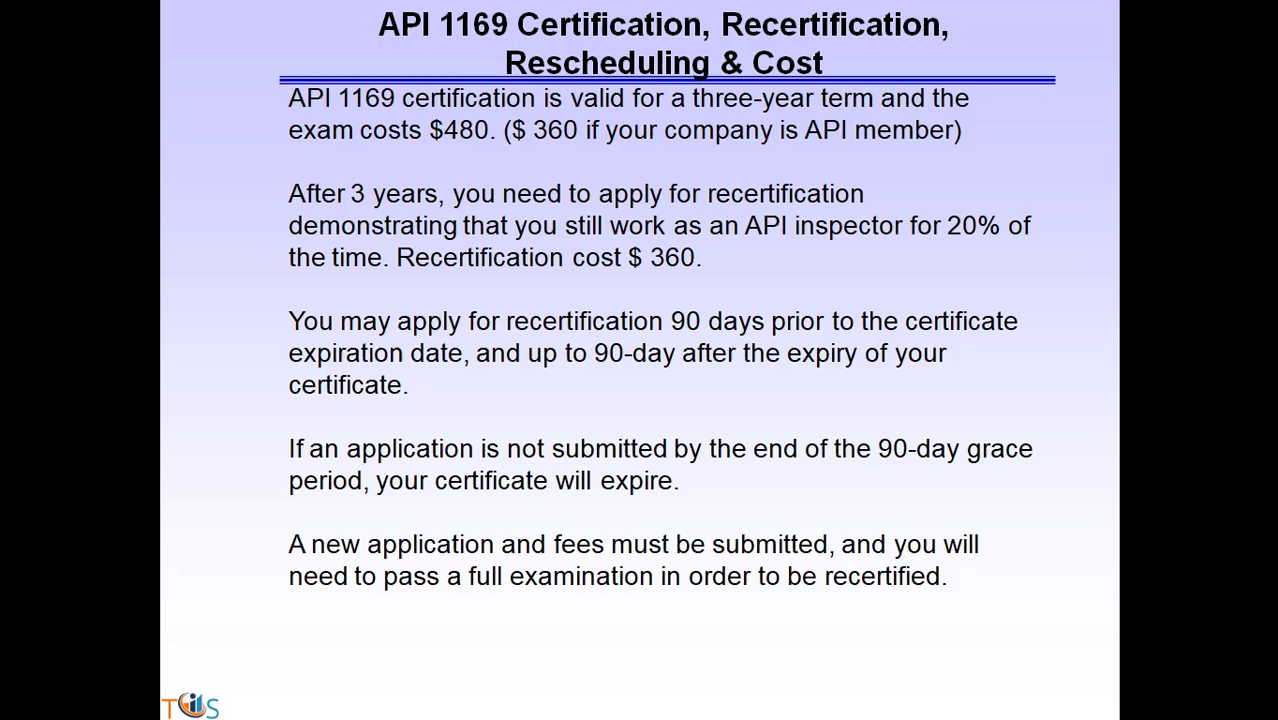 API 1169 Certification, Recertification,
Rescheduling & Cost
API 1169 certification is valid for a three-year term and the
exam costs $480. ($ 360 if your company is API member)
After 3 years, you need to apply for recertification
demonstrating that you still work as an API inspector for 20% of
the time. Recertification cost $ 360.
You may apply for recertification 90 days prior to the certificate
expiration date, and up to 90-day after the expiry of your
certificate.
If an application is not submitted by the end of the 90-day grace
period, your certificate will expire.
A new application and fees must be submitted, and you will
need to pass a full examination in order to be recertified.